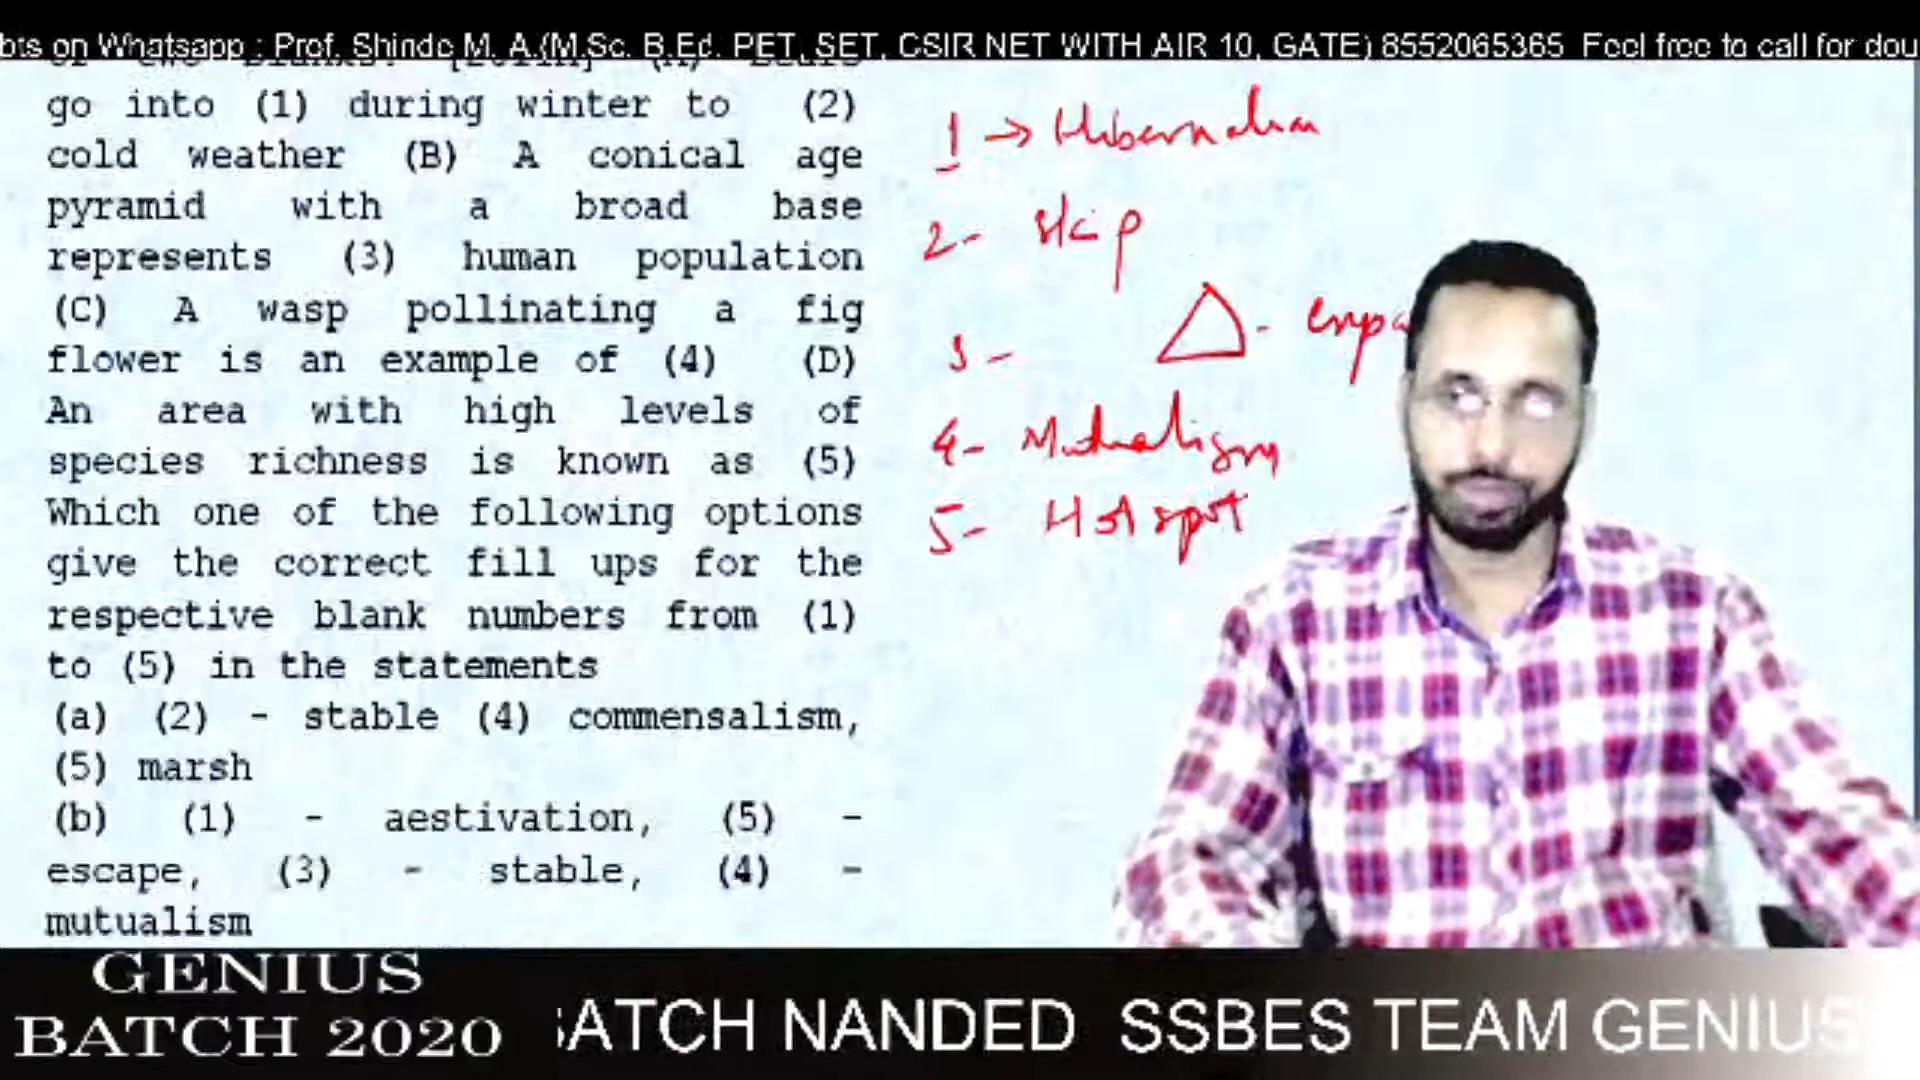 bts on Whatsapp : Prof. Shinde M. A.(M.Sc. B.Ed. PET, SET, CSIR NET WITH AIR 10, GATE) 8552065365 Feel free to call for dou
go into (1) during winter to (2)
cold weather (B) A conical age
pyramid with a broad base
represents (3) human population
(C) A wasp pollinating a fig
flower is an example of (4) (D)
An area with high levels of
species richness is known as (5)
Which one of the following options
give the correct fill ups for the
respective blank numbers from (1)
to (5) in the statements
(a) (2) - stable (4) commensalism,
(5) marsh
(b) (1) - aestivation, (5) -
escape, (3) - stable, (4) -
mutualism
1 → Hibernation
2 - skip
3 -
4 - Mutualism
5 - Hotspot
GENIUS
BATCH 2020
BATCH NANDED SSBES TEAM GENIUS